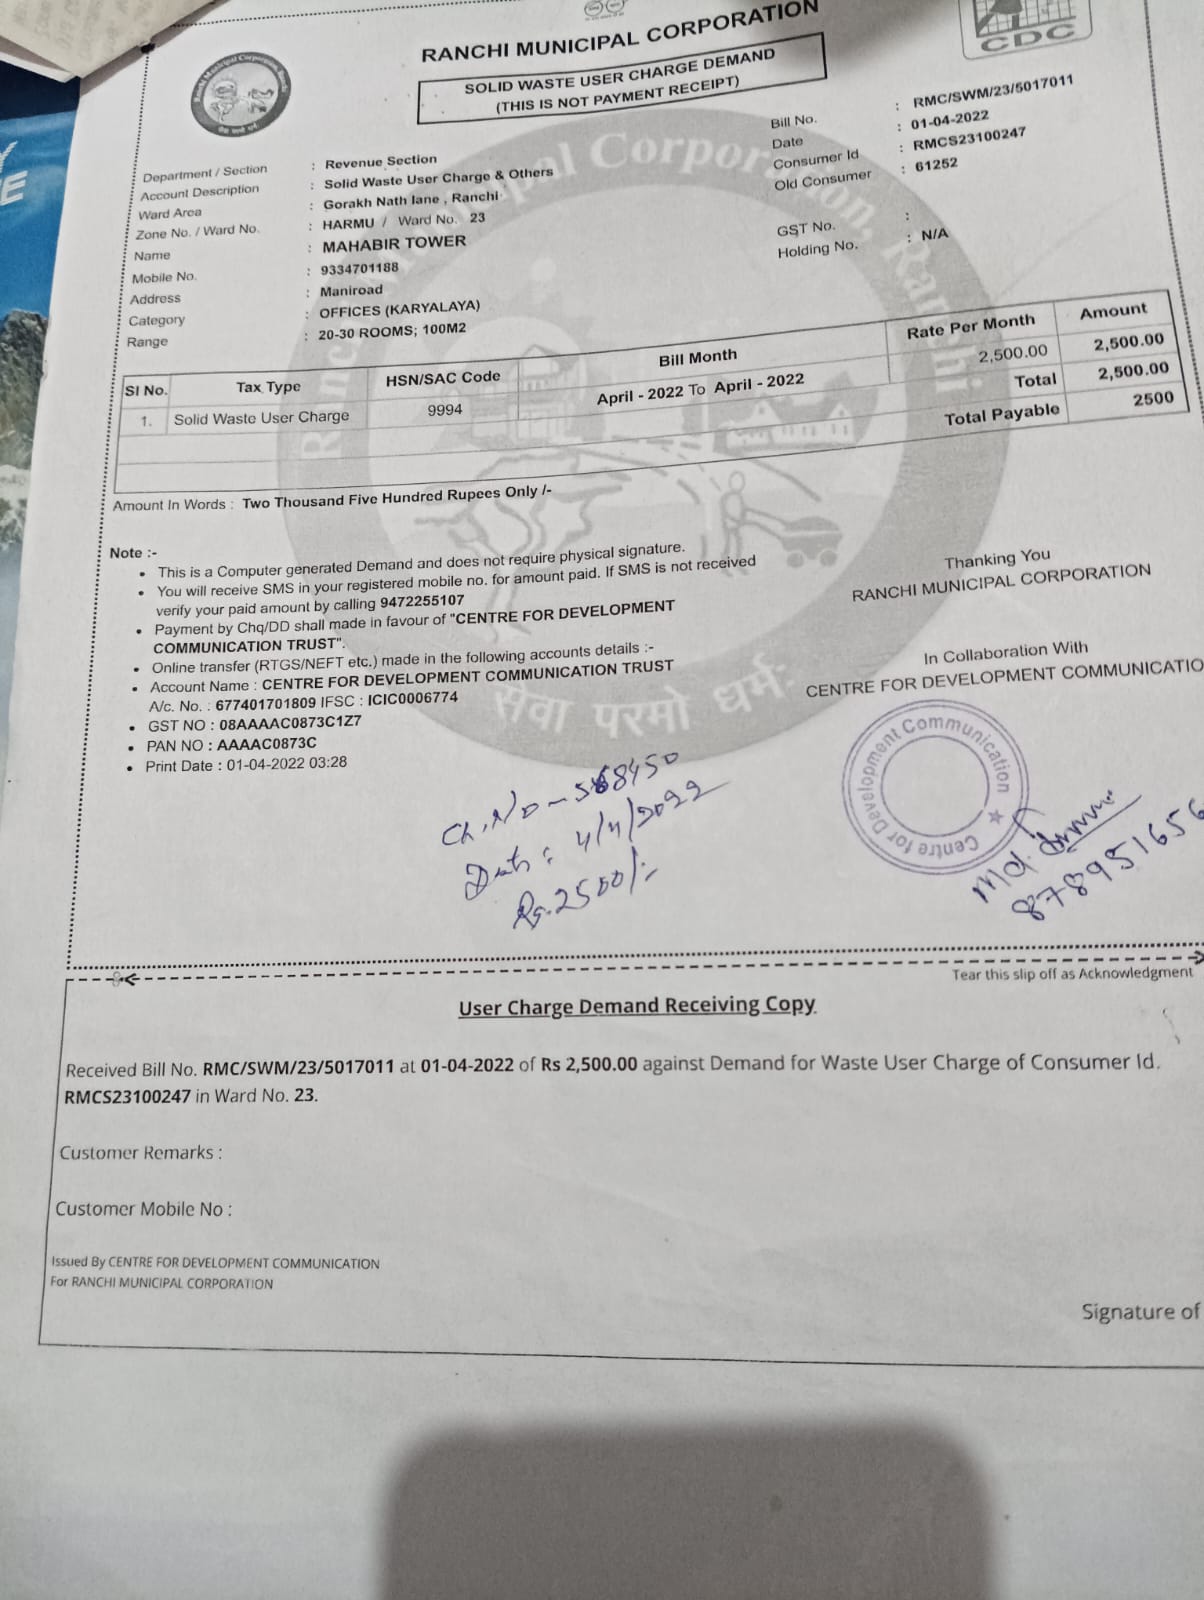 RANCHI MUNICIPAL CORPORATION
SOLID WASTE USER CHARGE DEMAND
(THIS IS NOT PAYMENT RECEIPT)
CDC
Bill No. : RMC/SWM/23/5017011
Date : 01-04-2022
Consumer Id : RMCS23100247
Old Consumer : 61252
GST No. :
Holding No. : N/A
Department / Section : Revenue Section
Account Description : Solid Waste User Charge & Others
Ward Area : Gorakh Nath lane , Ranchi
Zone No. / Ward No. : HARMU / Ward No. 23
Name : MAHABIR TOWER
Mobile No. : 9334701188
Address : Maniroad
Category : OFFICES (KARYALAYA)
Range : 20-30 ROOMS; 100M2
SI No. Tax Type HSN/SAC Code Bill Month Rate Per Month Amount
1. Solid Waste User Charge 9994 April - 2022 To April - 2022 2,500.00 2,500.00
Total 2,500.00
Total Payable 2500
Amount In Words : Two Thousand Five Hundred Rupees Only /-
Note :-
• This is a Computer generated Demand and does not require physical signature.
• You will receive SMS in your registered mobile no. for amount paid. If SMS is not received
verify your paid amount by calling 9472255107
• Payment by Chq/DD shall made in favour of "CENTRE FOR DEVELOPMENT
COMMUNICATION TRUST".
• Online transfer (RTGS/NEFT etc.) made in the following accounts details :-
• Account Name : CENTRE FOR DEVELOPMENT COMMUNICATION TRUST
A/c. No. : 677401701809 IFSC : ICIC0006774
• GST NO : 08AAAAC0873C1Z7
• PAN NO : AAAAC0873C
• Print Date : 01-04-2022 03:28
Thanking You
RANCHI MUNICIPAL CORPORATION
In Collaboration With
CENTRE FOR DEVELOPMENT COMMUNICATIO
सेवा परमो धर्मः
Centre for Development Communication
Ch.No - 568450
Date : 4/4/2022
Rs. 2500/-
Md.
878951656
Tear this slip off as Acknowledgment
User Charge Demand Receiving Copy
Received Bill No. RMC/SWM/23/5017011 at 01-04-2022 of Rs 2,500.00 against Demand for Waste User Charge of Consumer Id.
RMCS23100247 in Ward No. 23.
Customer Remarks :
Customer Mobile No :
Issued By CENTRE FOR DEVELOPMENT COMMUNICATION
For RANCHI MUNICIPAL CORPORATION
Signature of